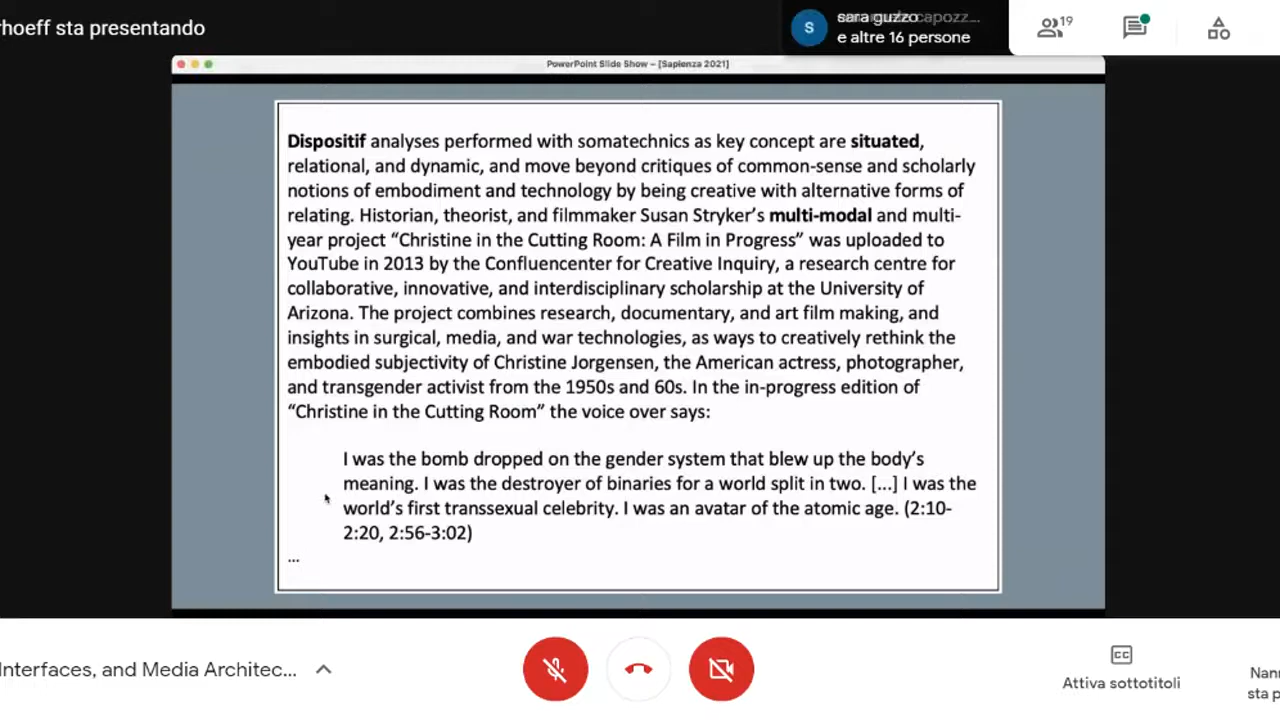 rhoeff sta presentando
S
sara guzzo
e altre 16 persone
19
PowerPoint Slide Show – [Sapienza 2021]
Dispositif analyses performed with somatechnics as key concept are situated,
relational, and dynamic, and move beyond critiques of common-sense and scholarly
notions of embodiment and technology by being creative with alternative forms of
relating. Historian, theorist, and filmmaker Susan Stryker’s multi-modal and multi-
year project “Christine in the Cutting Room: A Film in Progress” was uploaded to
YouTube in 2013 by the Confluencenter for Creative Inquiry, a research centre for
collaborative, innovative, and interdisciplinary scholarship at the University of
Arizona. The project combines research, documentary, and art film making, and
insights in surgical, media, and war technologies, as ways to creatively rethink the
embodied subjectivity of Christine Jorgensen, the American actress, photographer,
and transgender activist from the 1950s and 60s. In the in-progress edition of
“Christine in the Cutting Room” the voice over says:
I was the bomb dropped on the gender system that blew up the body’s
meaning. I was the destroyer of binaries for a world split in two. [...] I was the
world’s first transsexual celebrity. I was an avatar of the atomic age. (2:10-
2:20, 2:56-3:02)
...
Interfaces, and Media Architec...
CC
Attiva sottotitoli
Nann
sta p